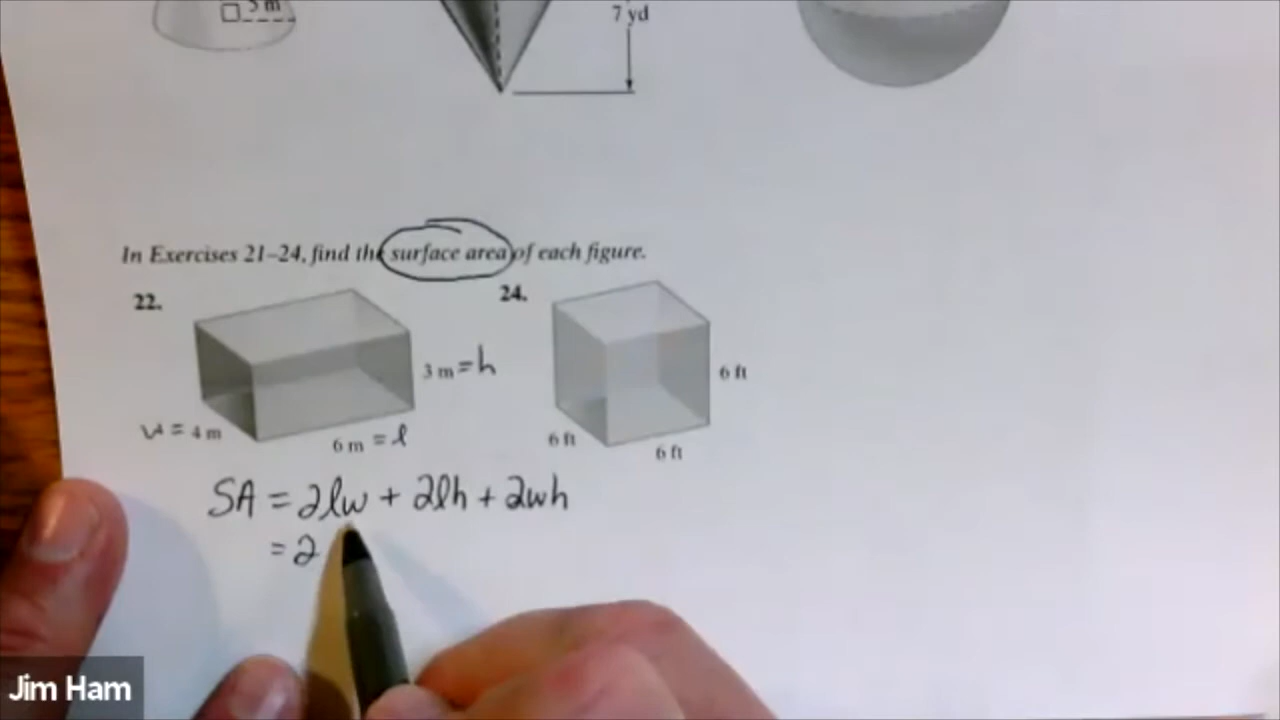 5 m
7 yd
In Exercises 21–24, find the surface area of each figure.
22.
24.
3 m = h
6 ft
w = 4 m
6 m = l
6 ft
6 ft
SA = 2lw + 2lh + 2wh
= 2
Jim Ham